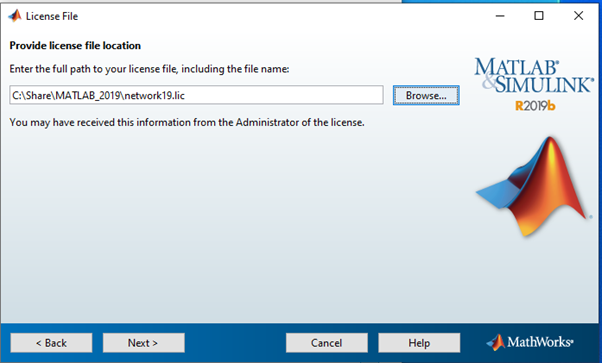 License File
Provide license file location
Enter the full path to your license file, including the file name:
C:\Share\MATLAB_2019\network19.lic
Browse...
You may have received this information from the Administrator of the license.
MATLAB®
&SIMULINK®
R2019b
< Back
Next >
Cancel
Help
MathWorks®